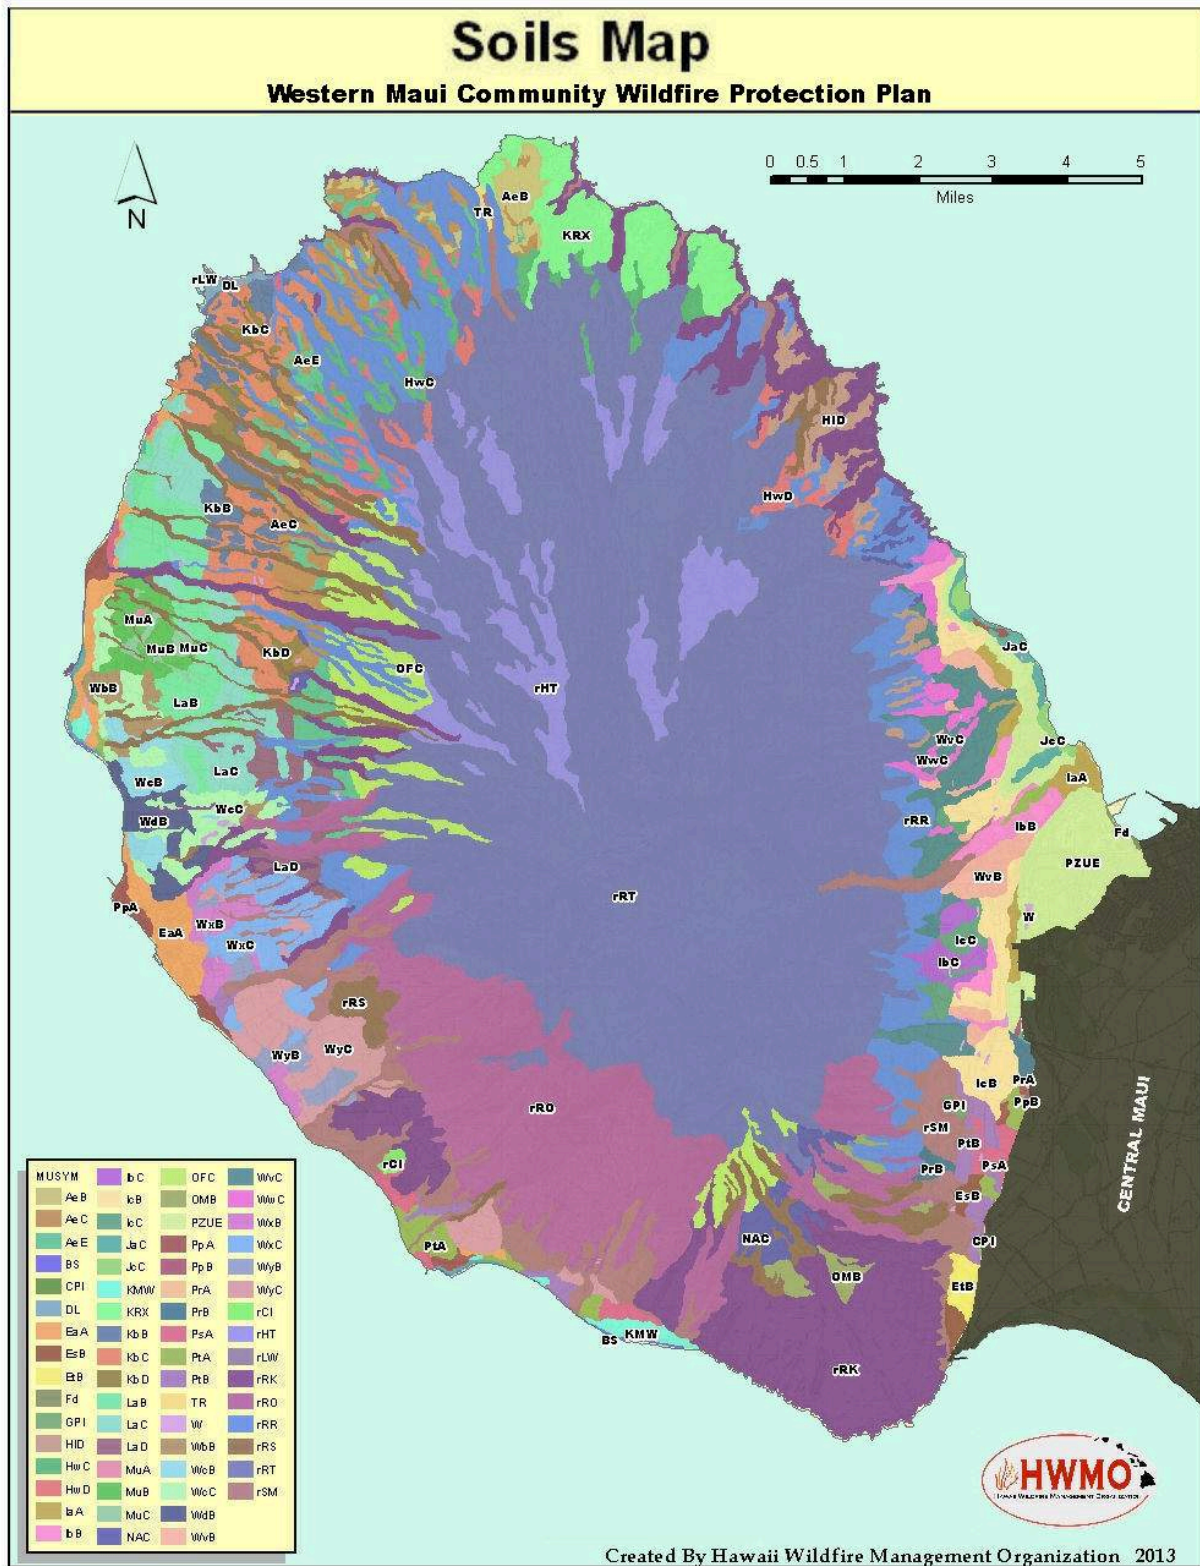 Soils Map
Western Maui Community Wildfire Protection Plan
N
0 0.5 1 2 3 4 5
Miles
AeB
TR
KRX
rLW
DL
KbC
AeE
HwC
HID
HwD
KbB
AeC
MuA
MuB MuC
KbD
OFC
JaC
WbB
rHT
LaB
WvC
JcC
WwC
LaC
IaA
WcB
WcC
WdB
rRR
IbB
Fd
PZUE
LaD
WvB
rRT
PpA
WxB
W
EaA
WxC
IcC
IbC
rRS
WyB
WyC
IcB
PrA
PpB
rRO
GPI
rSM
PtB
rCI
PrB
PsA
EsB
CENTRAL MAUI
PtA
NAC
CPI
OMB
EtB
BS
KMW
rRK
MUSYM
AeB
AeC
AeE
BS
CPI
DL
EaA
EsB
EtB
Fd
GPI
HID
HwC
HwD
IaA
IbB
IbC
IcB
IcC
JaC
JcC
KMW
KRX
KbB
KbC
KbD
LaB
LaC
LaD
MuA
MuB
MuC
NAC
OFC
OMB
PZUE
PpA
PpB
PrA
PrB
PsA
PtA
PtB
TR
W
WbB
WcB
WcC
WdB
WvB
WvC
WwC
WxB
WxC
WyB
WyC
rCI
rHT
rLW
rRK
rRO
rRR
rRS
rRT
rSM
HWMO
HAWAII WILDFIRE MANAGEMENT ORGANIZATION
Created By Hawaii Wildfire Management Organization 2013